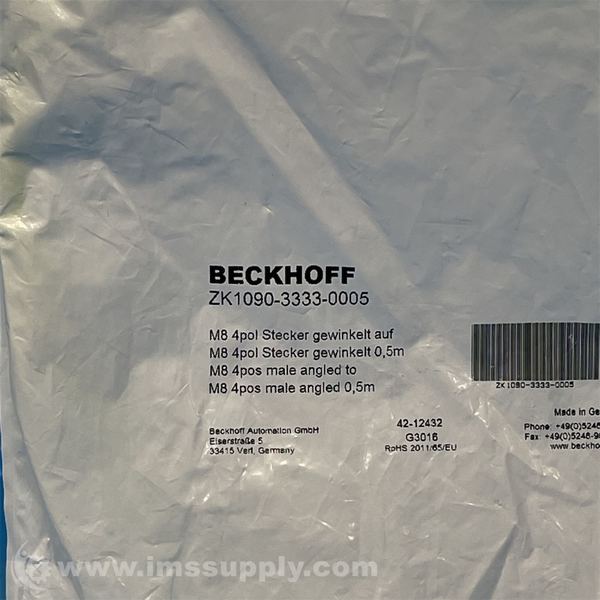 BECKHOFF
ZK1090-3333-0005
M8 4pol Stecker gewinkelt auf
M8 4pol Stecker gewinkelt 0,5m
M8 4pos male angled to
M8 4pos male angled 0,5m
ZK1090-3333-0005
Beckhoff Automation GmbH
Eiserstraße 5
33415 Verl, Germany
42-12432
G3016
RoHS 2011/65/EU
Made in Ge
Phone: +49(0)5246
Fax: +49(0)5246-9
www.beckho
www.imssupply.com